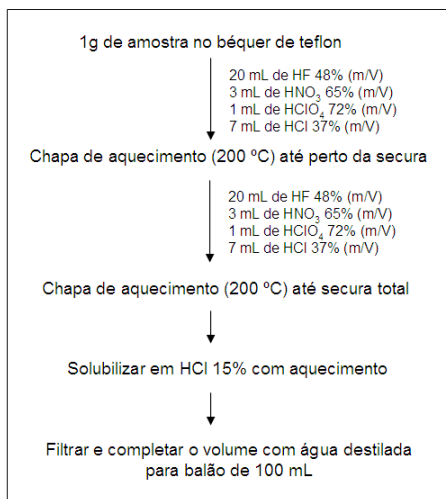 1g de amostra no béquer de teflon
20 mL de HF 48% (m/V)
3 mL de HNO₃ 65% (m/V)
1 mL de HClO₄ 72% (m/V)
7 mL de HCl 37% (m/V)
Chapa de aquecimento (200 ºC) até perto da secura
20 mL de HF 48% (m/V)
3 mL de HNO₃ 65% (m/V)
1 mL de HClO₄ 72% (m/V)
7 mL de HCl 37% (m/V)
Chapa de aquecimento (200 ºC) até secura total
Solubilizar em HCl 15% com aquecimento
Filtrar e completar o volume com água destilada
para balão de 100 mL